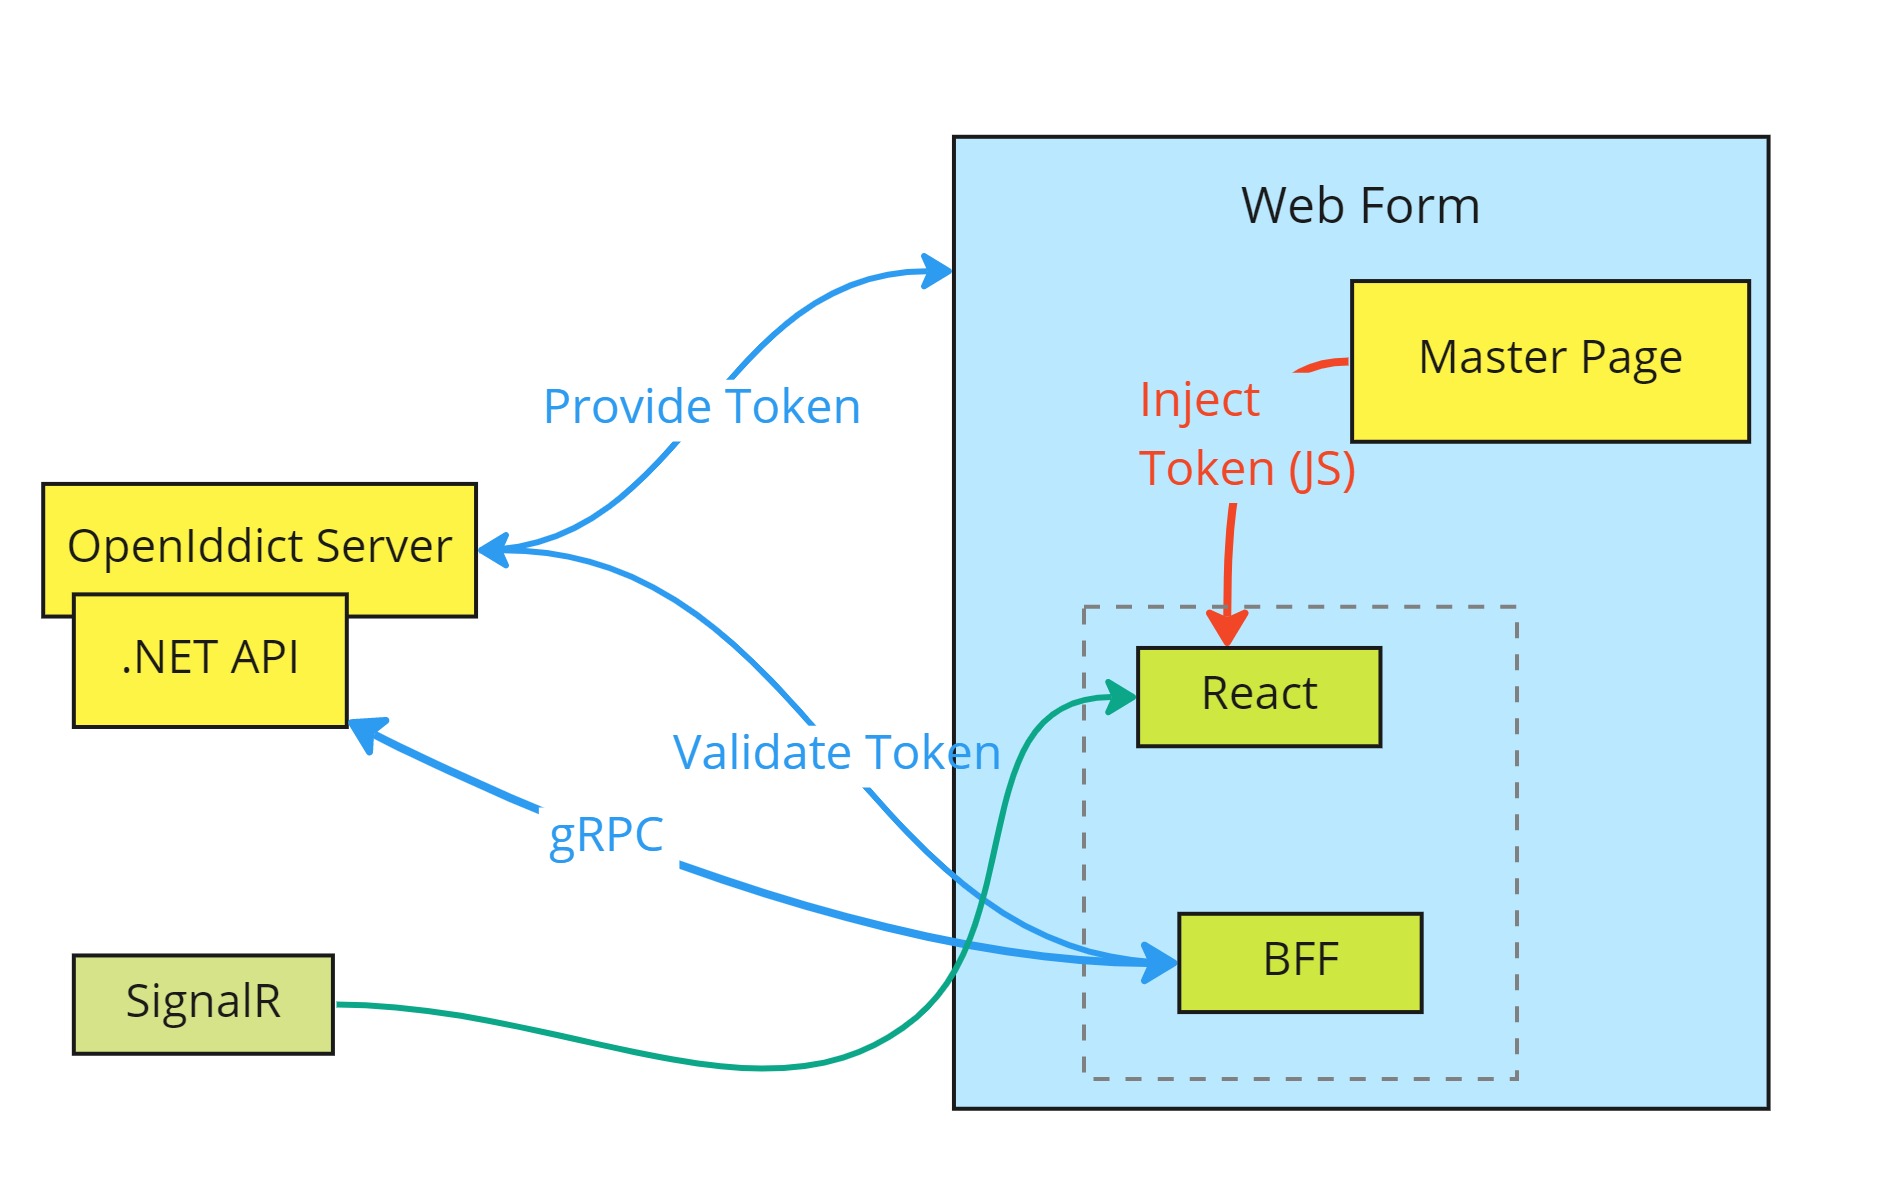 Web Form
Master Page
Inject
Token (JS)
Provide Token
OpenIddict Server
.NET API
React
Validate Token
gRPC
BFF
SignalR